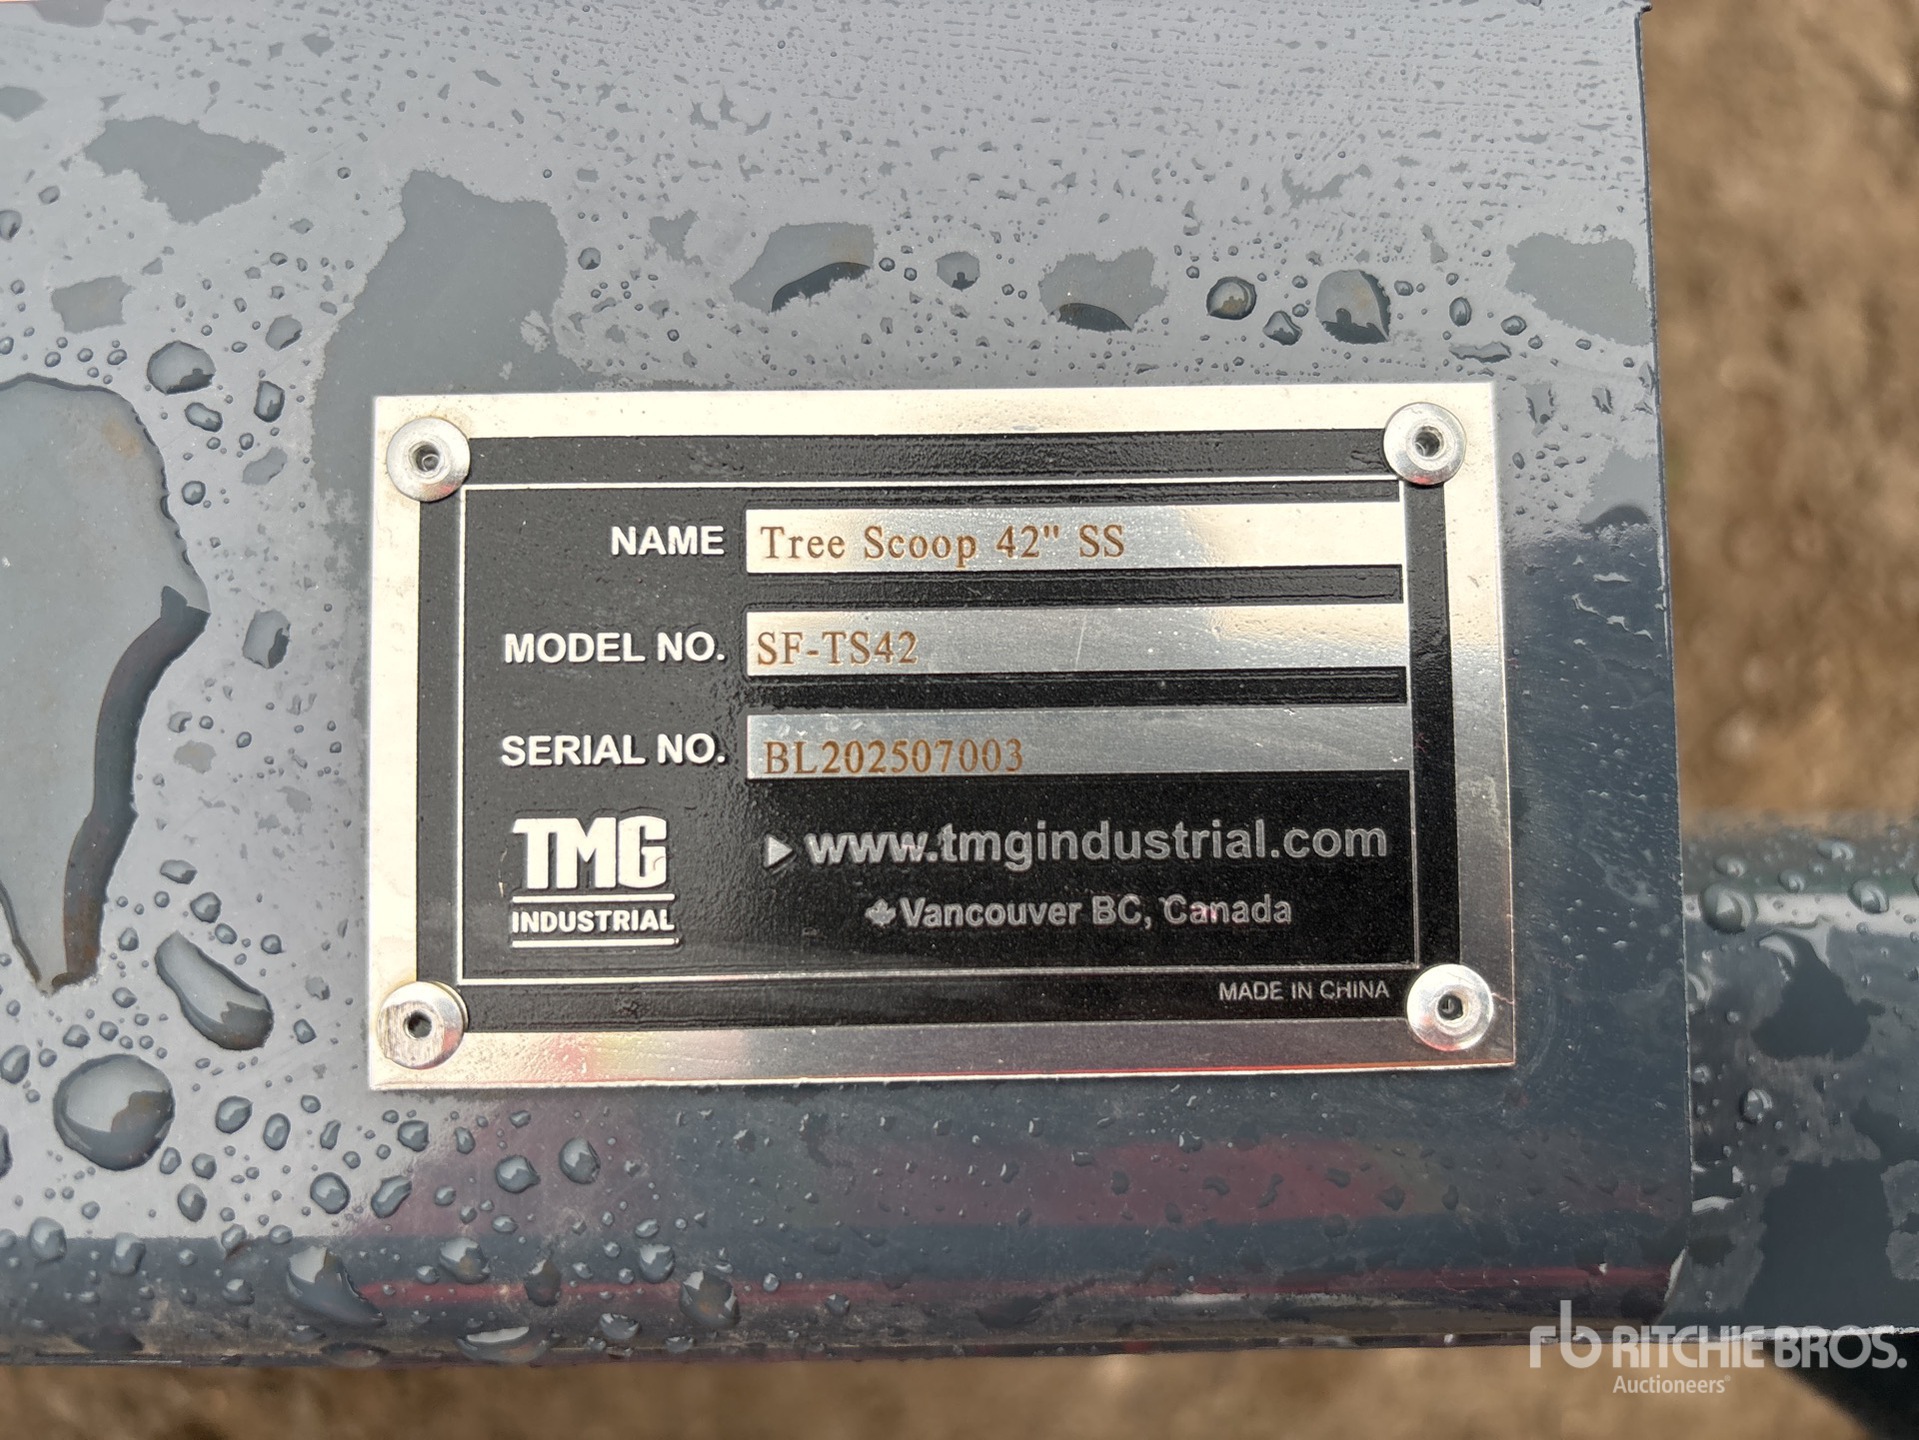 NAME Tree Scoop 42" SS
MODEL NO. SF-TS42
SERIAL NO. BL202507003
TMG
INDUSTRIAL
www.tmgindustrial.com
Vancouver BC, Canada
MADE IN CHINA
rb RITCHIE BROS.
Auctioneers®